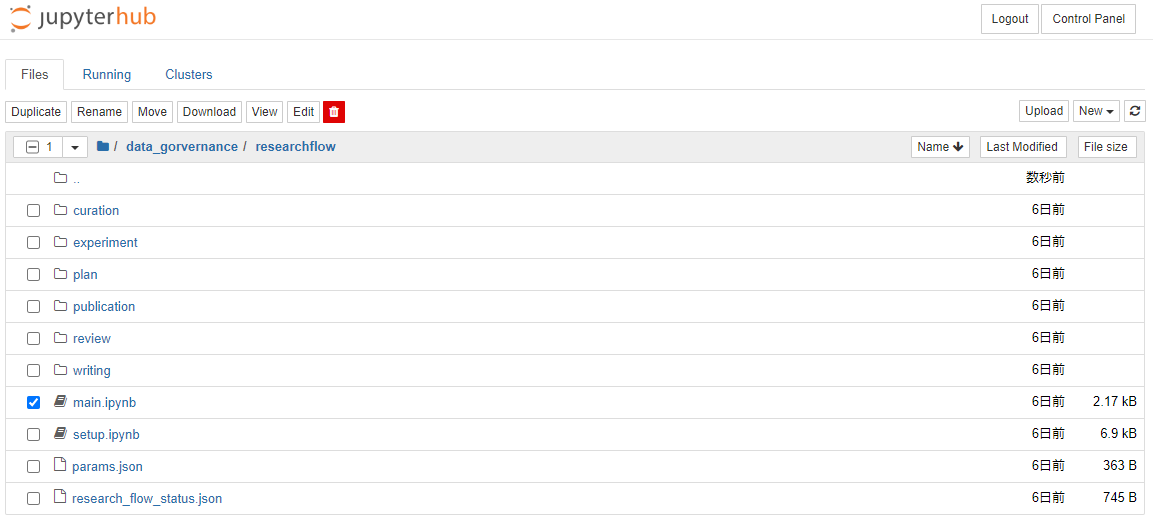 jupyterhub Logout Control Panel
Files Running Clusters
Duplicate Rename Move Download View Edit Upload New
1 / data_gorvernance / researchflow Name Last Modified File size
.. 数秒前
curation 6日前
experiment 6日前
plan 6日前
publication 6日前
review 6日前
writing 6日前
main.ipynb 6日前 2.17 kB
setup.ipynb 6日前 6.9 kB
params.json 6日前 363 B
research_flow_status.json 6日前 745 B